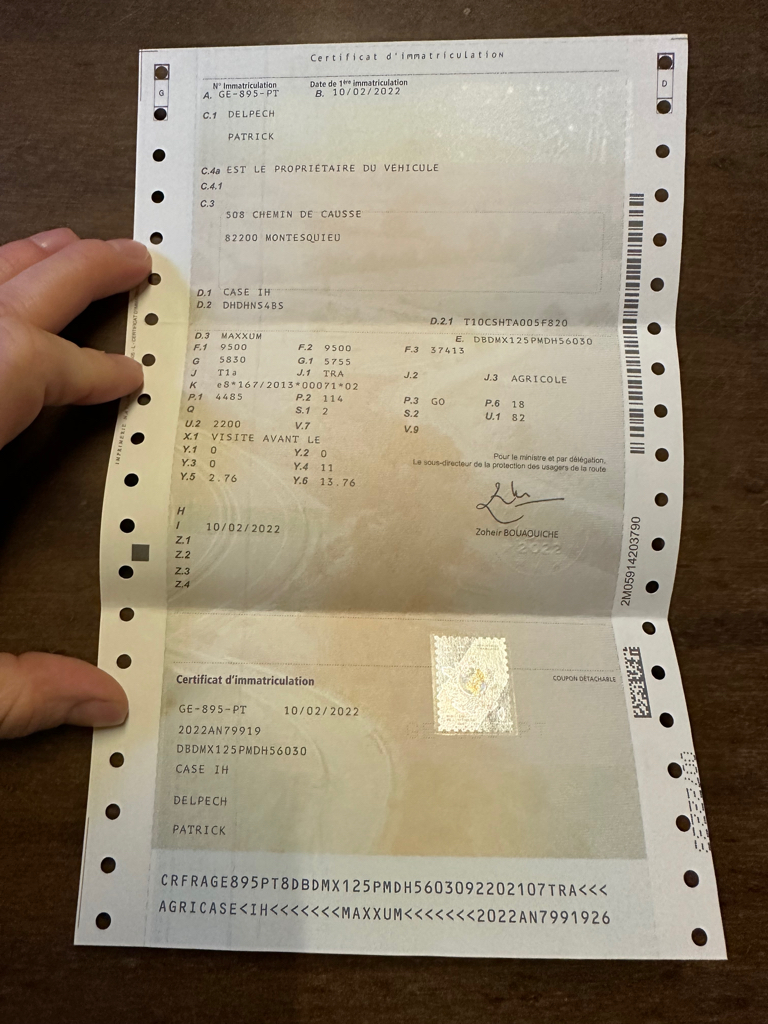 Certificat d'immatriculation
G
D
N° Immatriculation Date de 1ère immatriculation
A. GE-895-PT B. 10/02/2022
C.1 DELPECH
PATRICK
C.4a EST LE PROPRIÉTAIRE DU VÉHICULE
C.4.1
C.3
508 CHEMIN DE CAUSSE
82200 MONTESQUIEU
D.1 CASE IH
D.2 DHDHNS4BS
D.2.1 T10CSHTA005F820
D.3 MAXXUM E. DBDMX125PMDH56030
F.1 9500 F.2 9500 F.3 37413
G 5830 G.1 5755
J T1a J.1 TRA J.2 J.3 AGRICOLE
K e8*167/2013*00071*02
P.1 4485 P.2 114 P.3 GO P.6 18
Q S.1 2 S.2 U.1 82
U.2 2200 V.7 V.9
X.1 VISITE AVANT LE
Y.1 0 Y.2 0
Y.3 0 Y.4 11
Y.5 2.76 Y.6 13.76
Pour le ministre et par délégation,
Le sous-directeur de la protection des usagers de la route
Zoheir BOUAOUICHE
2022
H
I 10/02/2022
Z.1
Z.2
Z.3
Z.4
2M05914203790
Certificat d'immatriculation COUPON DÉTACHABLE
GE-895-PT 10/02/2022
2022AN79919
DBDMX125PMDH56030
CASE IH
DELPECH
PATRICK
CRFRAGE895PT8DBDMX125PMDH5603092202107TRA<<<
AGRICASE<IH<<<<<<<MAXXUM<<<<<<<2022AN7991926